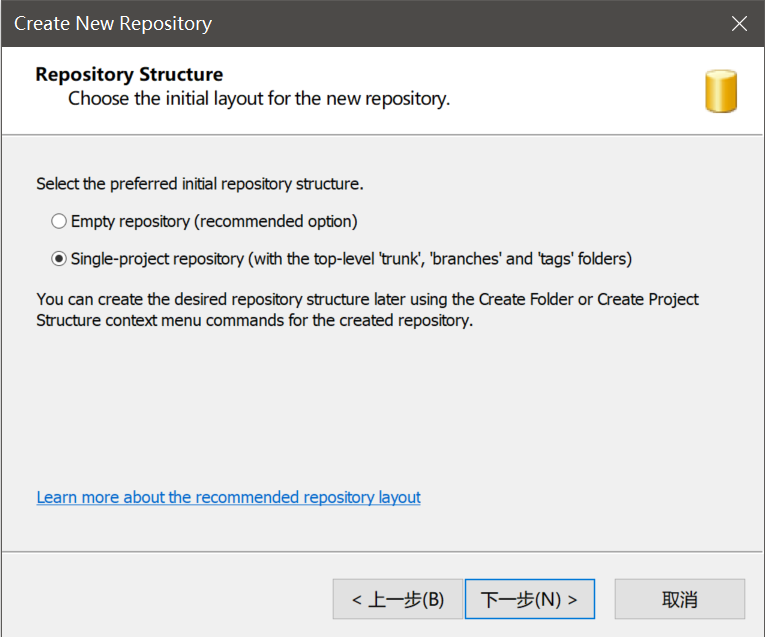 Create New Repository
Repository Structure
Choose the initial layout for the new repository.
Select the preferred initial repository structure.
Empty repository (recommended option)
Single-project repository (with the top-level 'trunk', 'branches' and 'tags' folders)
You can create the desired repository structure later using the Create Folder or Create Project
Structure context menu commands for the created repository.
Learn more about the recommended repository layout
< 上一步(B)
下一步(N) >
取消